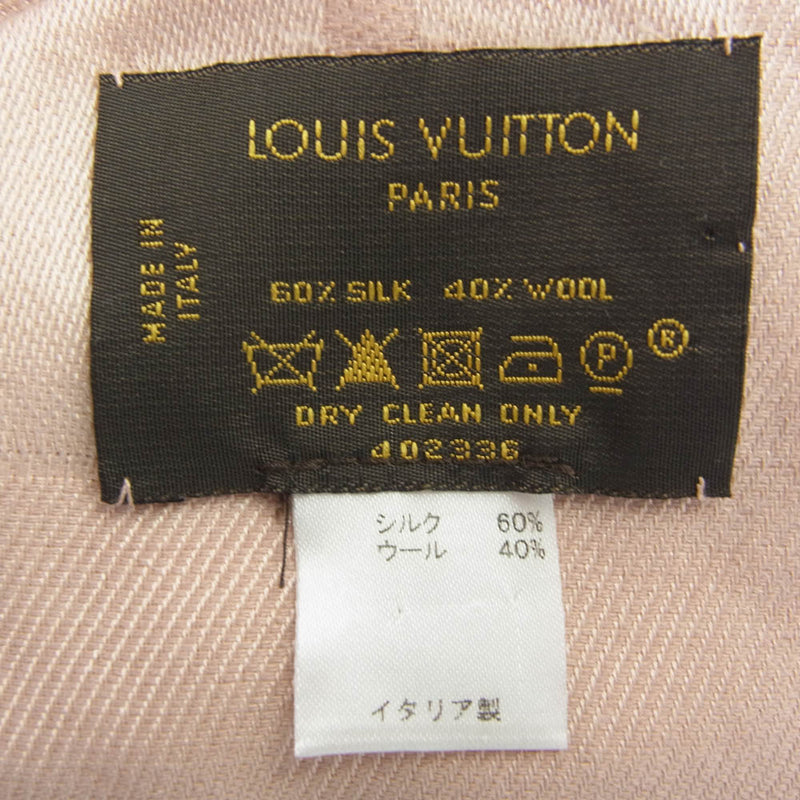 LOUIS VUITTON
PARIS
MADE IN
ITALY
60% SILK 40% WOOL
P
®
DRY CLEAN ONLY
402336
シルク 60%
ウール 40%
イタリア製